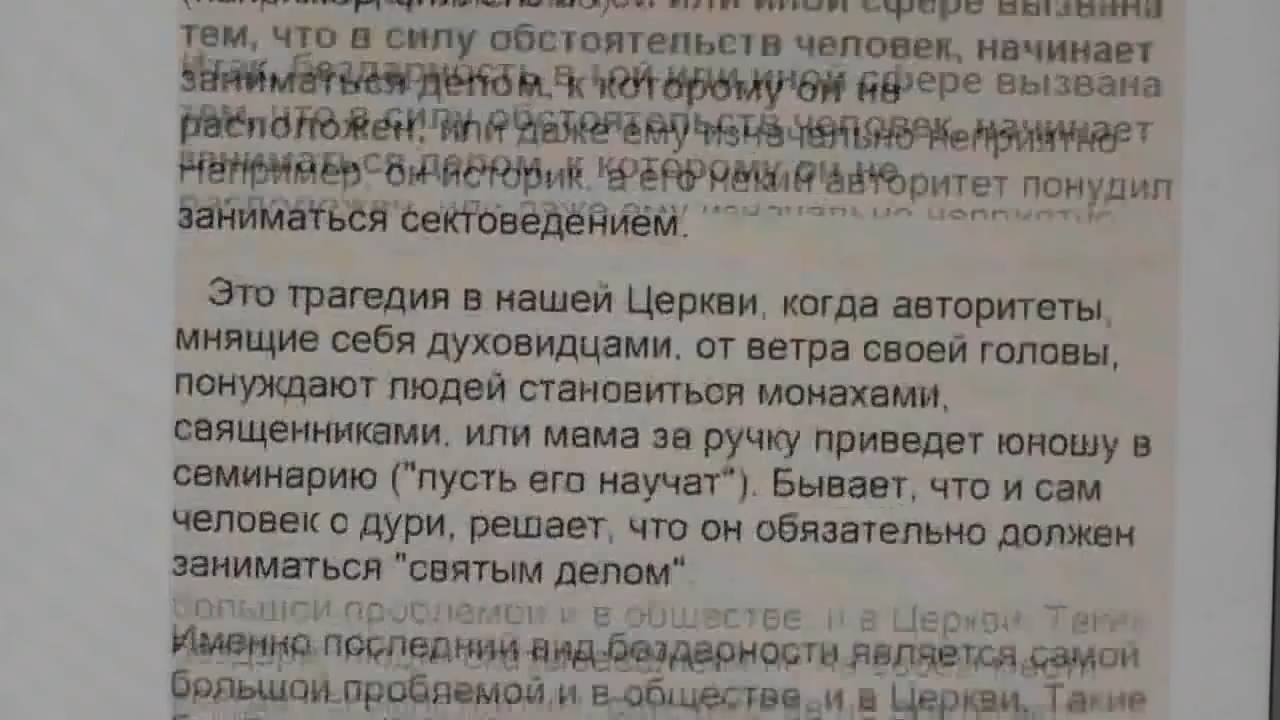 тем, что в силу обстоятельств человек, начинает
заниматься делом, к которому он не
расположен, или даже ему изначально неприятно
Например, он историк, а его некий авторитет понудил
заниматься сектоведением.
Это трагедия в нашей Церкви, когда авторитеты,
мнящие себя духовидцами, от ветра своей головы,
понуждают людей становиться монахами,
священниками, или мама за ручку приведет юношу в
семинарию ("пусть его научат"). Бывает, что и сам
человек с дури, решает, что он обязательно должен
заниматься "святым делом"
Именно последний вид бездарности является самой
большой проблемой и в обществе, и в Церкви. Такие